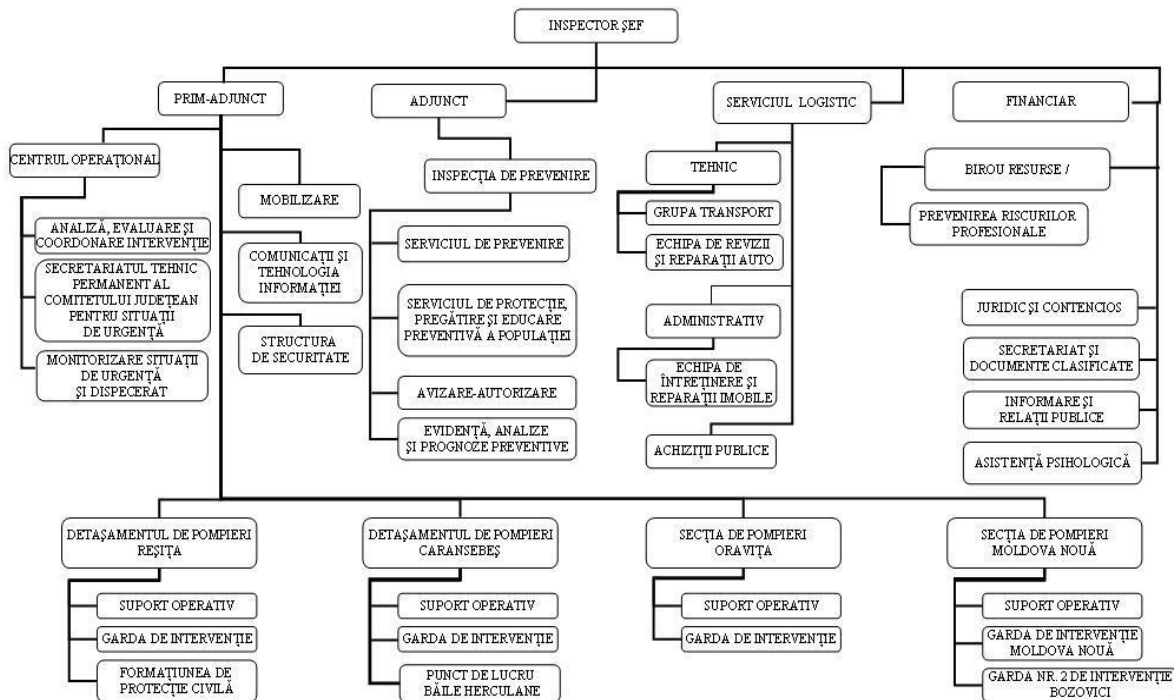 INSPECTOR ŞEF
PRIM-ADJUNCT
ADJUNCT
SERVICIUL LOGISTIC
FINANCIAR
CENTRUL OPERAŢIONAL
ANALIZĂ, EVALUARE ŞI
COORDONARE INTERVENŢIE
SECRETARIATUL TEHNIC
PERMANENT AL
COMITETULUI JUDEŢEAN
PENTRU SITUAŢII
DE URGENŢĂ
MONITORIZARE SITUAŢII
DE URGENŢĂ
ŞI DISPECERAT
MOBILIZARE
COMUNICAŢII ŞI
TEHNOLOGIA
INFORMAŢIEI
STRUCTURA
DE SECURITATE
INSPECŢIA DE PREVENIRE
SERVICIUL DE PREVENIRE
SERVICIUL DE PROTECŢIE,
PREGĂTIRE ŞI EDUCARE
PREVENTIVĂ A POPULAŢIEI
AVIZARE-AUTORIZARE
EVIDENŢĂ, ANALIZE
ŞI PROGNOZE PREVENTIVE
TEHNIC
GRUPA TRANSPORT
ECHIPA DE REVIZII
ŞI REPARAŢII AUTO
ADMINISTRATIV
ECHIPA DE
ÎNTREŢINERE ŞI
REPARAŢII IMOBILE
ACHIZIŢII PUBLICE
BIROU RESURSE /
PREVENIREA RISCURILOR
PROFESIONALE
JURIDIC ŞI CONTENCIOS
SECRETARIAT ŞI
DOCUMENTE CLASIFICATE
INFORMARE ŞI
RELAŢII PUBLICE
ASISTENŢĂ PSIHOLOGICĂ
DETAŞAMENTUL DE POMPIERI
REŞIŢA
SUPORT OPERATIV
GARDA DE INTERVENŢIE
FORMAŢIUNEA DE
PROTECŢIE CIVILĂ
DETAŞAMENTUL DE POMPIERI
CARANSEBEŞ
SUPORT OPERATIV
GARDA DE INTERVENŢIE
PUNCT DE LUCRU
BĂILE HERCULANE
SECŢIA DE POMPIERI
ORAVIŢA
SUPORT OPERATIV
GARDA DE INTERVENŢIE
SECŢIA DE POMPIERI
MOLDOVA NOUĂ
SUPORT OPERATIV
GARDA DE INTERVENŢIE
MOLDOVA NOUĂ
GARDA NR. 2 DE INTERVENŢIE
BOZOVICI